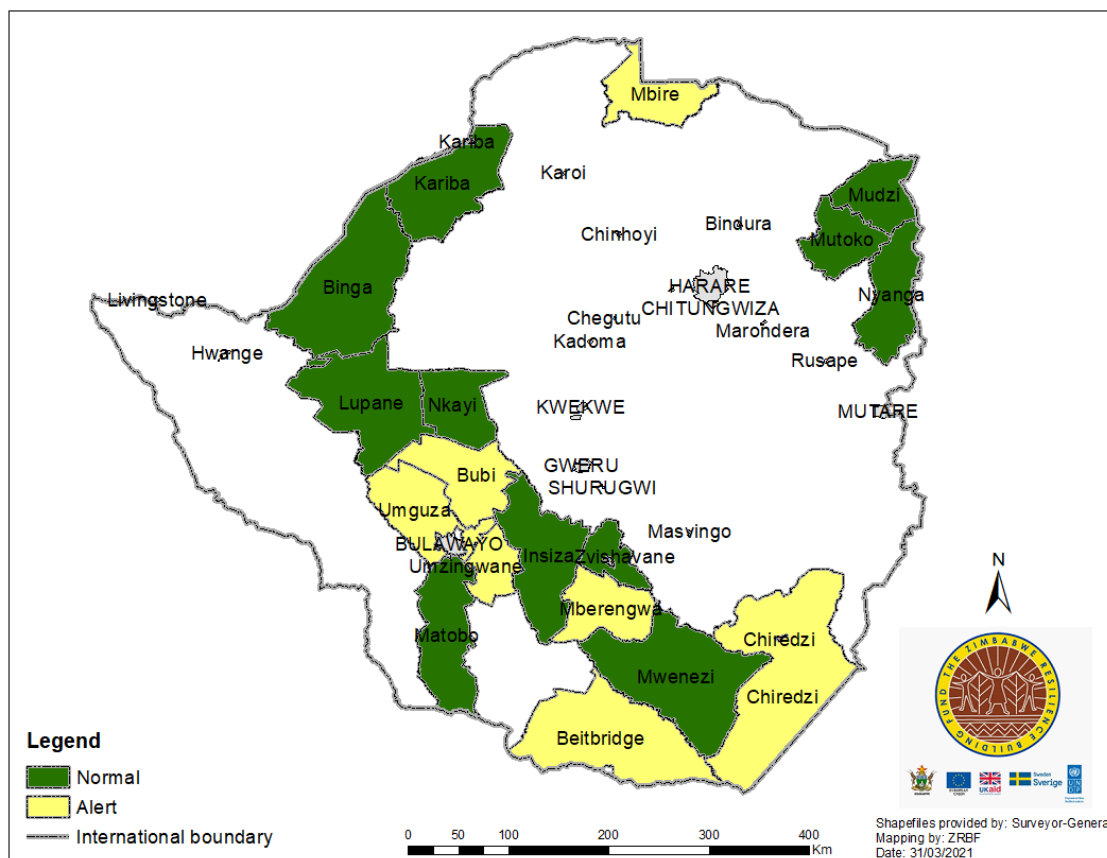 Mbire
Kariba
Kariba
Karoi
Mudzi
Bindura
Chinhoyi
Mutoko
Binga
HARARE
Nyanga
Livingstone
CHITUNGWIZA
Chegutu
Marondera
Kadoma
Hwange
Rusape
Lupane
Nkayi
KWEKWE
MUTARE
Bubi
GWERU
SHURUGWI
Umguza
Masvingo
BULAWAYO
Insiza
Zvishavane
Umzingwane
N
Mberengwa
Matobo
Chiredzi
Mwenezi
Chiredzi
Beitbridge
THE ZIMBABWE RESILIENCE BUILDING FUND
Legend
Normal
Alert
International boundary
0 50 100 200 300 400
Km
UKaid
Sweden
Sverige
Shapefiles provided by: Surveyor-Genera
Mapping by: ZRBF
Date: 31/03/2021